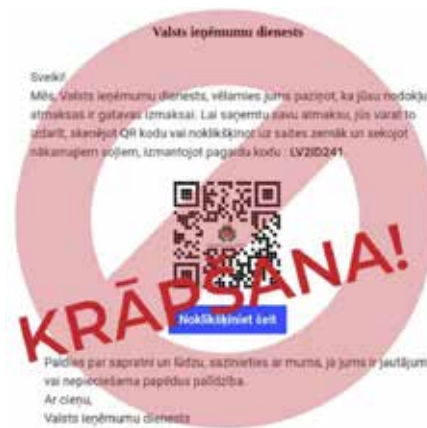 Valsts ieņēmumu dienests
Sveiki!
Mēs, Valsts ieņēmumu dienests, vēlamies jums paziņot, ka jūsu nodokļu
atmaksas ir gatavas izmaksai. Lai saņemtu savu atmaksu, jūs varat to
izdarīt, skenējot QR kodu vai noklikšķinot uz saites zemāk un sekojot
nākamajiem soļiem, izmantojot pagaidu kodu : LV2ID241.
KRĀPŠANA!
Noklikšķiniet šeit
Paldies par sapratni un lūdzu, sazinieties ar mums, ja jums ir jautājumi
vai nepieciešama papildus palīdzība.
Ar cieņu,
Valsts ieņēmumu dienests